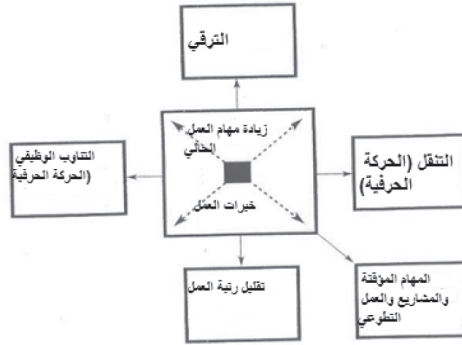 الترقي
زيادة مهام العمل
الخالي
خبرات العمل
التناوب الوظيفي
(الحركة الحرفية
التنقل (الحركة
الحرفية)
تقليل رتبة العمل
المهام المؤقتة
والمشاريع والعمل
التطوعي